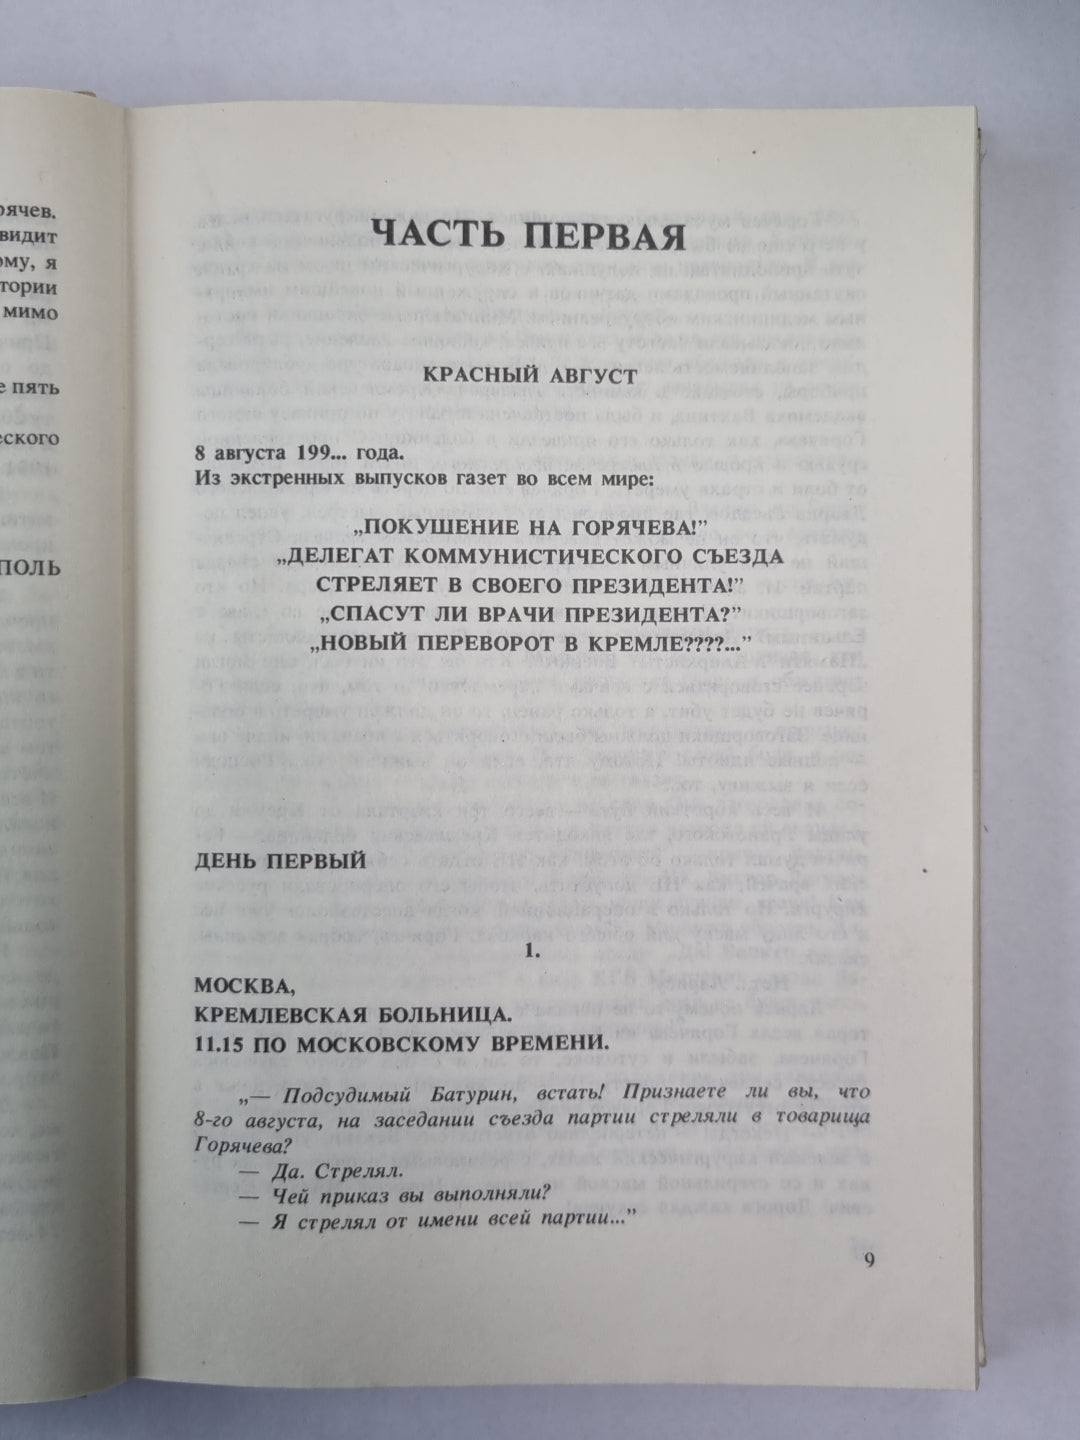 рячев.
видит
ому, я
тории
мимо
е пять
еского
ПОЛЬ
ЧАСТЬ ПЕРВАЯ
КРАСНЫЙ АВГУСТ
8 августа 199... года.
Из экстренных выпусков газет во всем мире:
„ПОКУШЕНИЕ НА ГОРЯЧЕВА!”
„ДЕЛЕГАТ КОММУНИСТИЧЕСКОГО СЪЕЗДА
СТРЕЛЯЕТ В СВОЕГО ПРЕЗИДЕНТА!”
„СПАСУТ ЛИ ВРАЧИ ПРЕЗИДЕНТА?”
„НОВЫЙ ПЕРЕВОРОТ В КРЕМЛЕ????...”
ДЕНЬ ПЕРВЫЙ
1.
МОСКВА,
КРЕМЛЕВСКАЯ БОЛЬНИЦА.
11.15 ПО МОСКОВСКОМУ ВРЕМЕНИ.
„— Подсудимый Батурин, встать! Признаете ли вы, что
8-го августа, на заседании съезда партии стреляли в товарища
Горячева?
— Да. Стрелял.
— Чей приказ вы выполняли?
— Я стрелял от имени всей партии...”
9